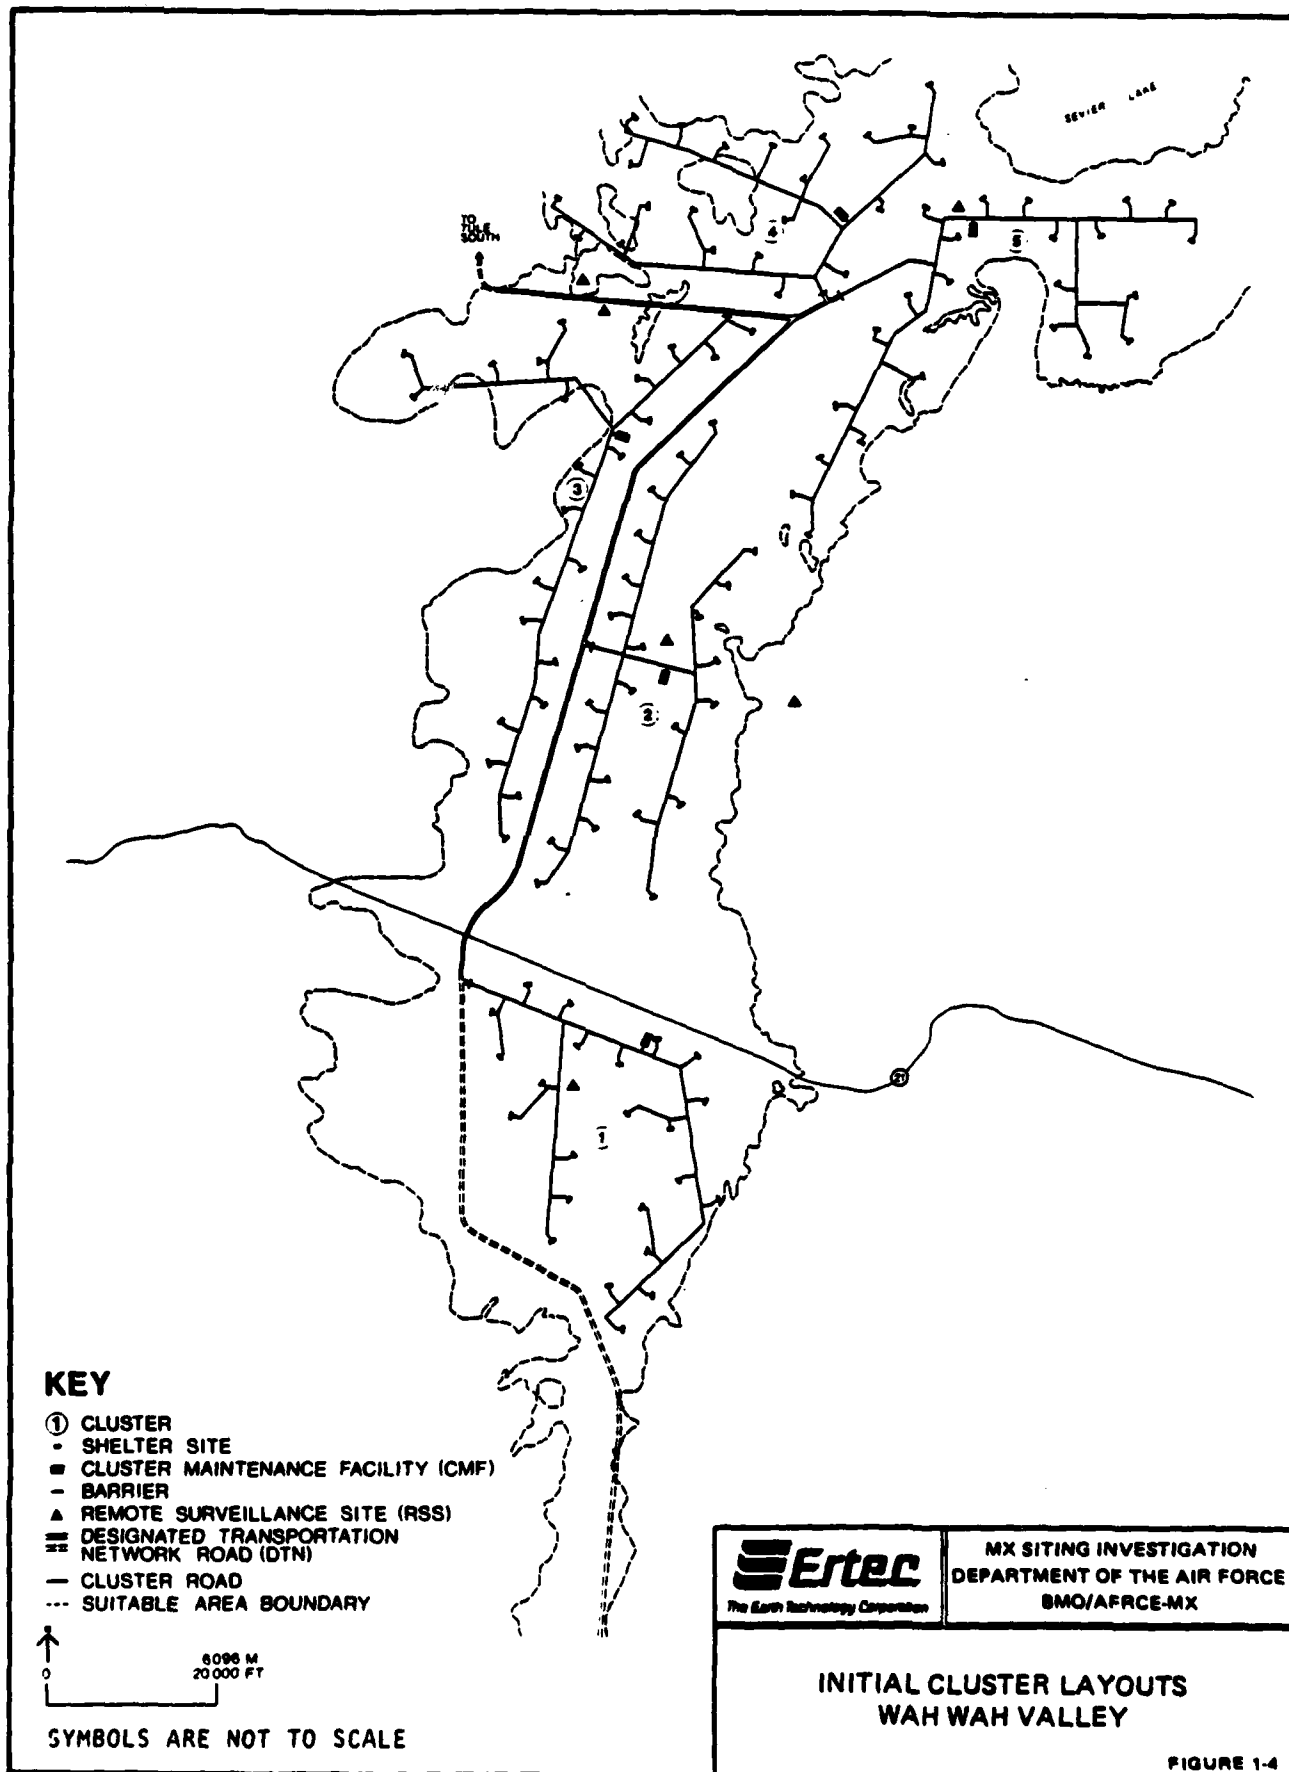 SEVIER LAKE
TO
TULE
SOUTH
4
5
3
2
21
1
KEY
1 CLUSTER
SHELTER SITE
CLUSTER MAINTENANCE FACILITY (CMF)
BARRIER
REMOTE SURVEILLANCE SITE (RSS)
DESIGNATED TRANSPORTATION
NETWORK ROAD (DTN)
CLUSTER ROAD
SUITABLE AREA BOUNDARY
6096 M
0 20 000 FT
SYMBOLS ARE NOT TO SCALE
Ertec
The Earth Technology Corporation
MX SITING INVESTIGATION
DEPARTMENT OF THE AIR FORCE
BMO/AFRCE-MX
INITIAL CLUSTER LAYOUTS
WAH WAH VALLEY
FIGURE 1-4